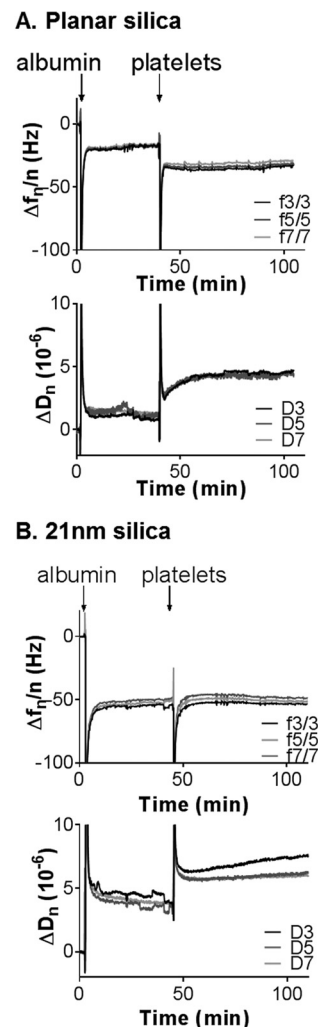 A. Planar silica
albumin platelets
0
-50
-100
Δfn/n (Hz)
f3/3
f5/5
f7/7
50 100
Time (min)
10
5
0
ΔDn (10-6)
D3
D5
D7
0 50 100
Time (min)
B. 21nm silica
albumin platelets
0
-50
-100
Δfn/n (Hz)
f3/3
f5/5
f7/7
0 50 100
Time (min)
10
5
0
ΔDn (10-6)
D3
D5
D7
0 50 100
Time (min)